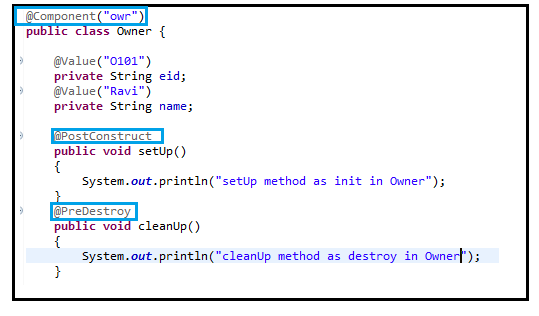 @Component("owr")
public class Owner {
@Value("O101")
private String eid;
@Value("Ravi")
private String name;
@PostConstruct
public void setUp()
{
System.out.println("setUp method as init in Owner");
}
@PreDestroy
public void cleanUp()
{
System.out.println("cleanUp method as destroy in Owner");
}